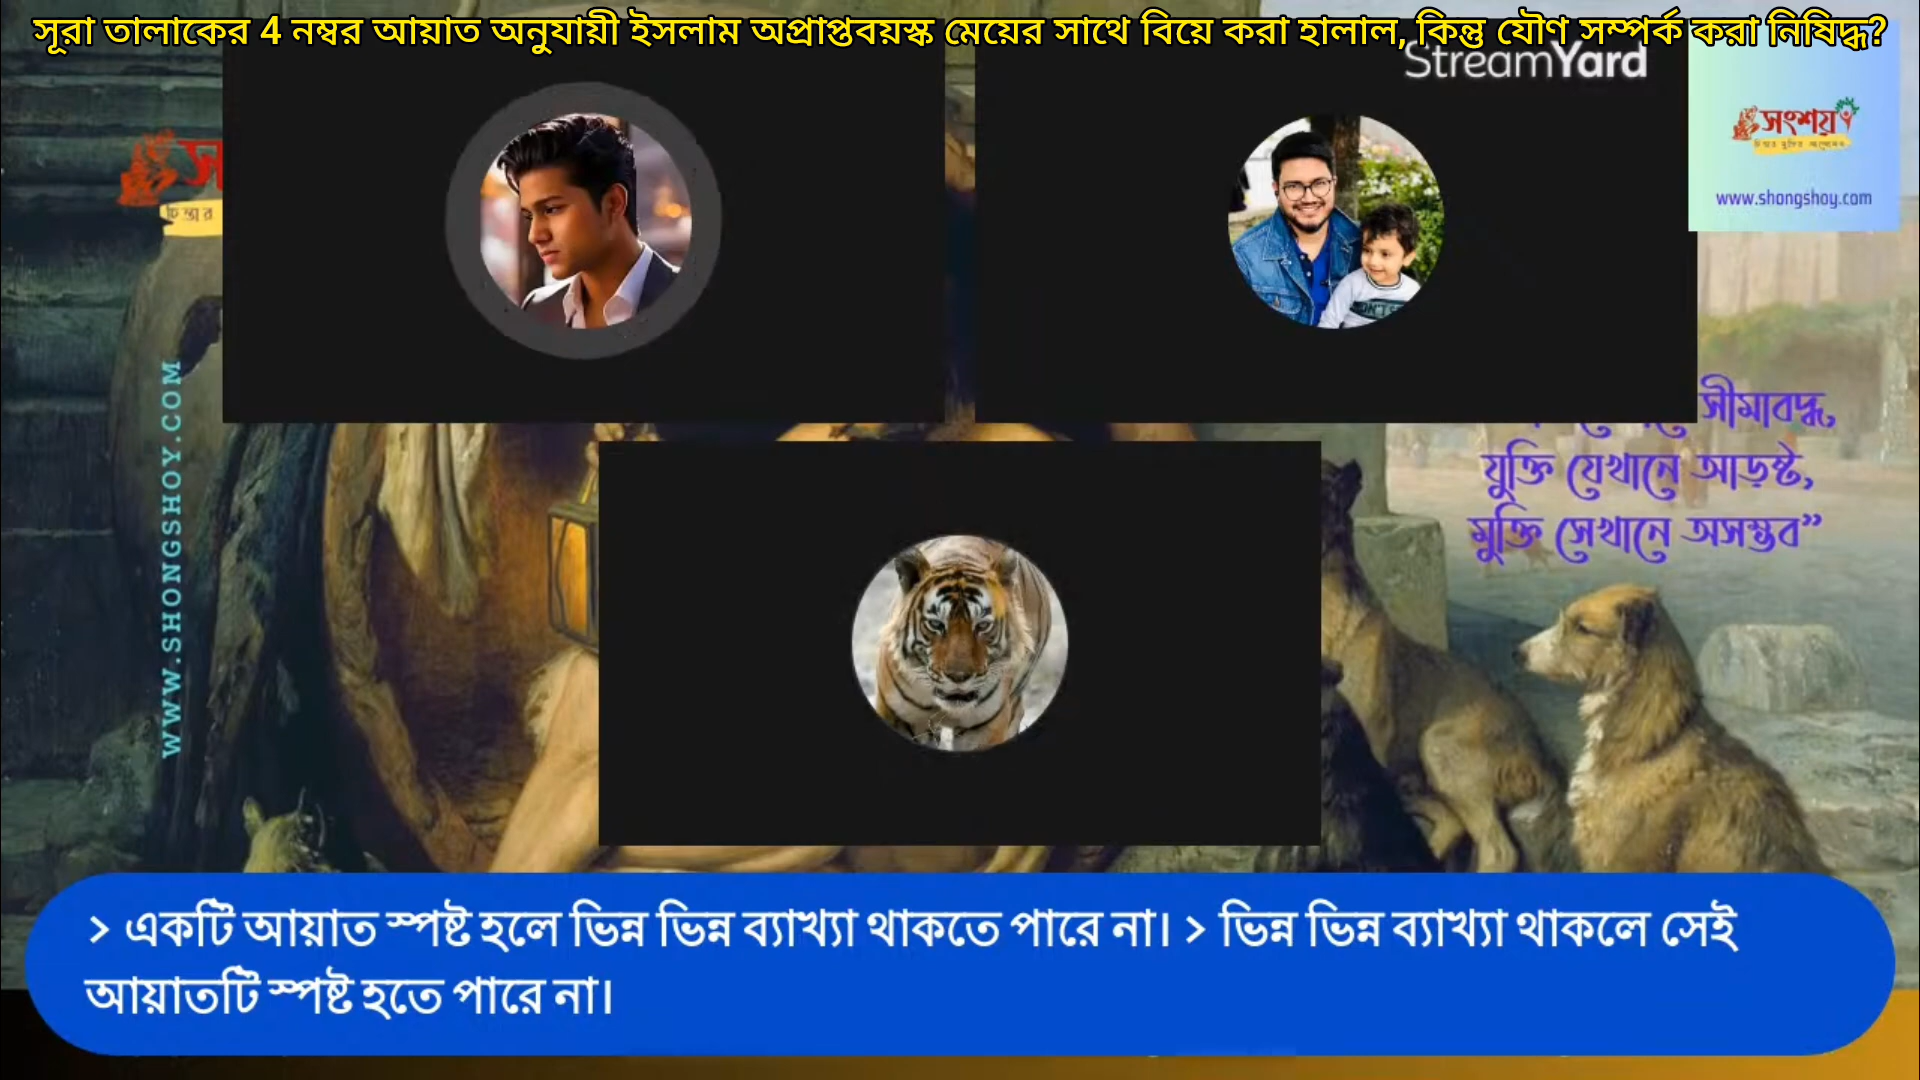 সূরা তালাকের 4 নম্বর আয়াত অনুযায়ী ইসলাম অপ্রাপ্তবয়স্ক মেয়ের সাথে বিয়ে করা হালাল, কিন্তু যৌণ সম্পর্ক করা নিষিদ্ধ?
StreamYard
সংশয়
www.shongshoy.com
স
চিন্তার
WWW.SHONGSHOY.COM
সীমাবদ্ধ,
যুক্তি যেখানে আড়ষ্ট,
মুক্তি সেখানে অসম্ভব”
> একটি আয়াত স্পষ্ট হলে ভিন্ন ভিন্ন ব্যাখ্যা থাকতে পারে না। > ভিন্ন ভিন্ন ব্যাখ্যা থাকলে সেই
আয়াতটি স্পষ্ট হতে পারে না।